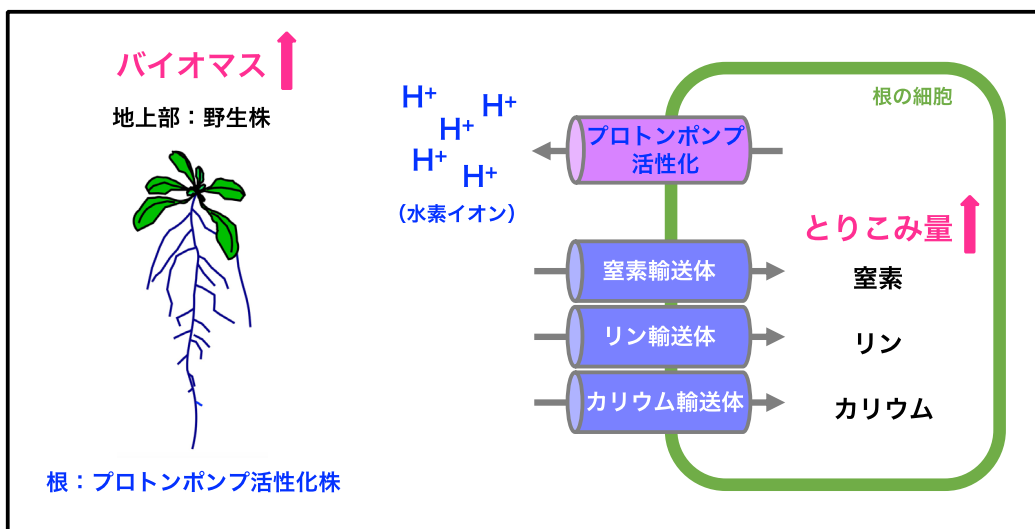 バイオマス
地上部：野生株
根：プロトンポンプ活性化株
H+
H+
H+
H+
H+
（水素イオン）
根の細胞
プロトンポンプ
活性化
とりこみ量
窒素輸送体
窒素
リン輸送体
リン
カリウム輸送体
カリウム